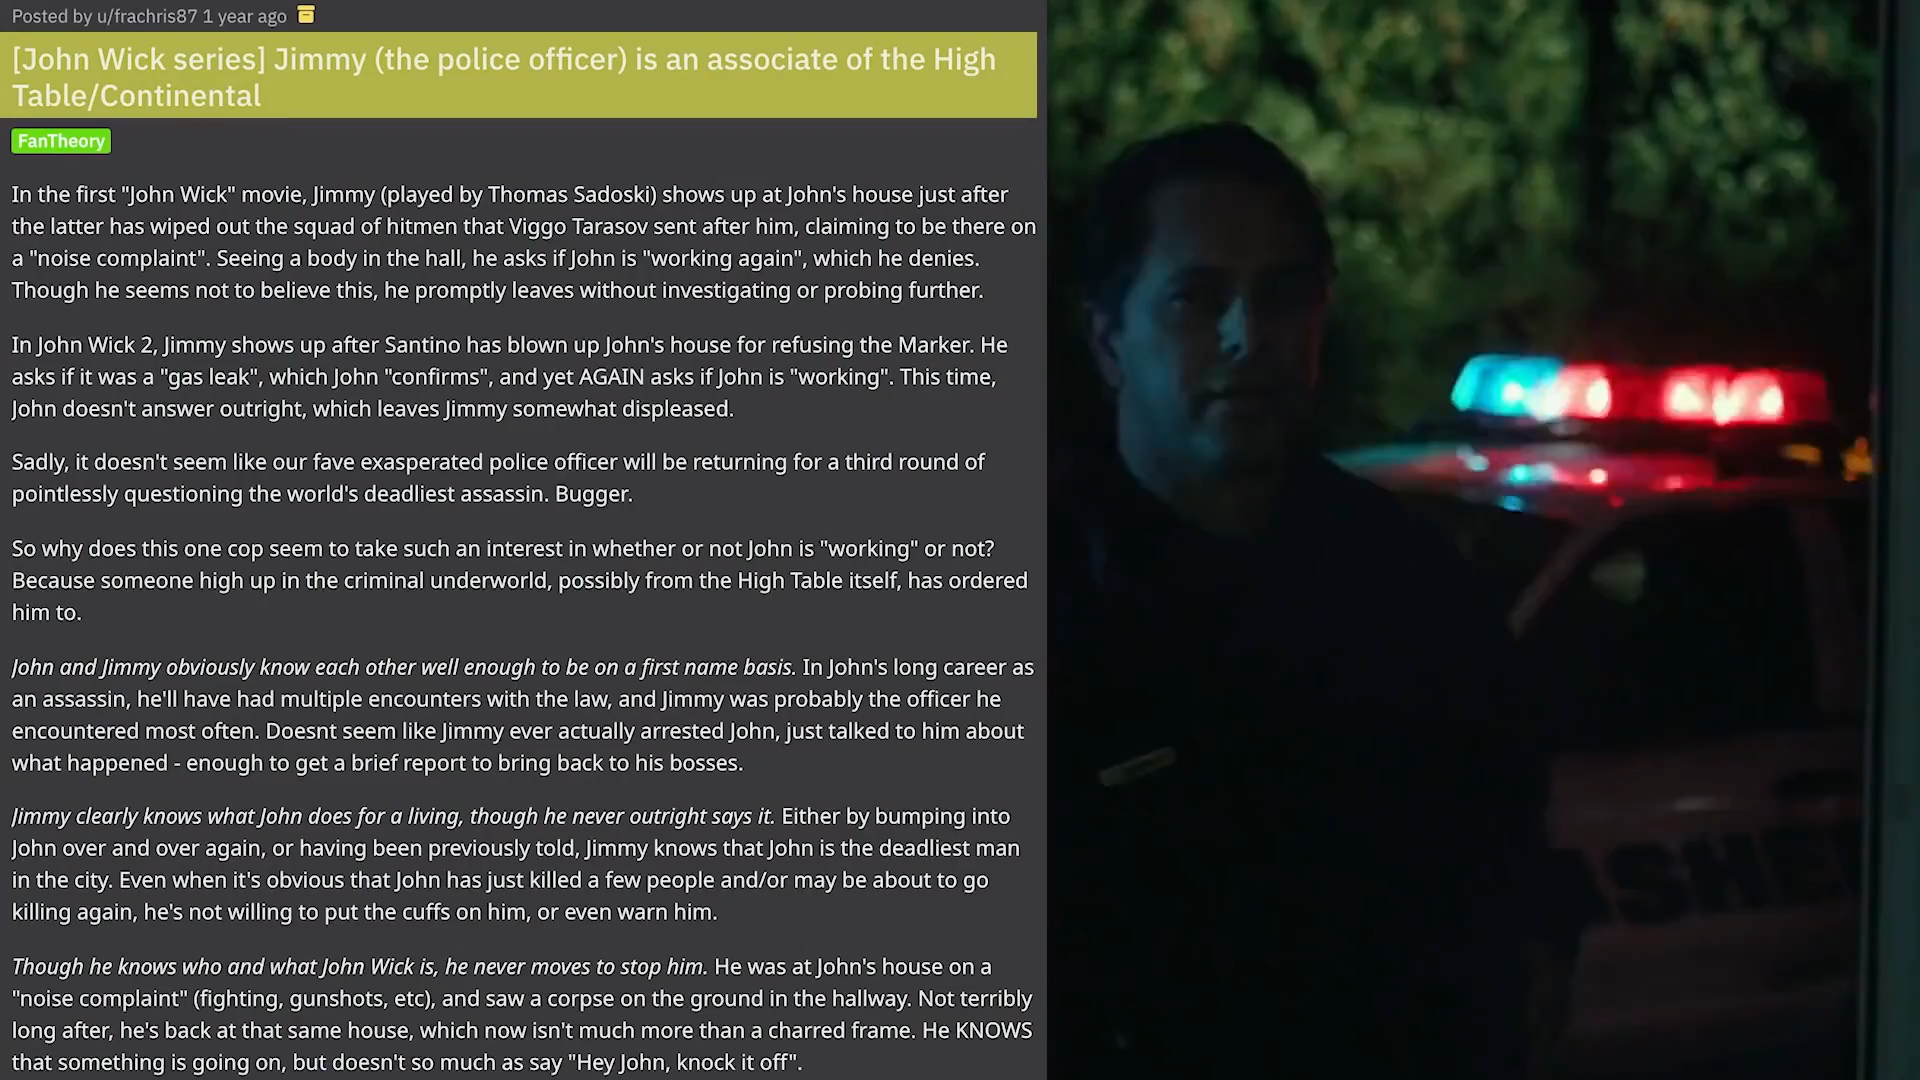 Posted by u/frachris87 1 year ago
[John Wick series] Jimmy (the police officer) is an associate of the High
Table/Continental
FanTheory
In the first "John Wick" movie, Jimmy (played by Thomas Sadoski) shows up at John's house just after
the latter has wiped out the squad of hitmen that Viggo Tarasov sent after him, claiming to be there on
a "noise complaint". Seeing a body in the hall, he asks if John is "working again", which he denies.
Though he seems not to believe this, he promptly leaves without investigating or probing further.
In John Wick 2, Jimmy shows up after Santino has blown up John's house for refusing the Marker. He
asks if it was a "gas leak", which John "confirms", and yet AGAIN asks if John is "working". This time,
John doesn't answer outright, which leaves Jimmy somewhat displeased.
Sadly, it doesn't seem like our fave exasperated police officer will be returning for a third round of
pointlessly questioning the world's deadliest assassin. Bugger.
So why does this one cop seem to take such an interest in whether or not John is "working" or not?
Because someone high up in the criminal underworld, possibly from the High Table itself, has ordered
him to.
John and Jimmy obviously know each other well enough to be on a first name basis. In John's long career as
an assassin, he'll have had multiple encounters with the law, and Jimmy was probably the officer he
encountered most often. Doesnt seem like Jimmy ever actually arrested John, just talked to him about
what happened - enough to get a brief report to bring back to his bosses.
Jimmy clearly knows what John does for a living, though he never outright says it. Either by bumping into
John over and over again, or having been previously told, Jimmy knows that John is the deadliest man
in the city. Even when it's obvious that John has just killed a few people and/or may be about to go
killing again, he's not willing to put the cuffs on him, or even warn him.
Though he knows who and what John Wick is, he never moves to stop him. He was at John's house on a
"noise complaint" (fighting, gunshots, etc), and saw a corpse on the ground in the hallway. Not terribly
long after, he's back at that same house, which now isn't much more than a charred frame. He KNOWS
that something is going on, but doesn't so much as say "Hey John, knock it off".
SHE